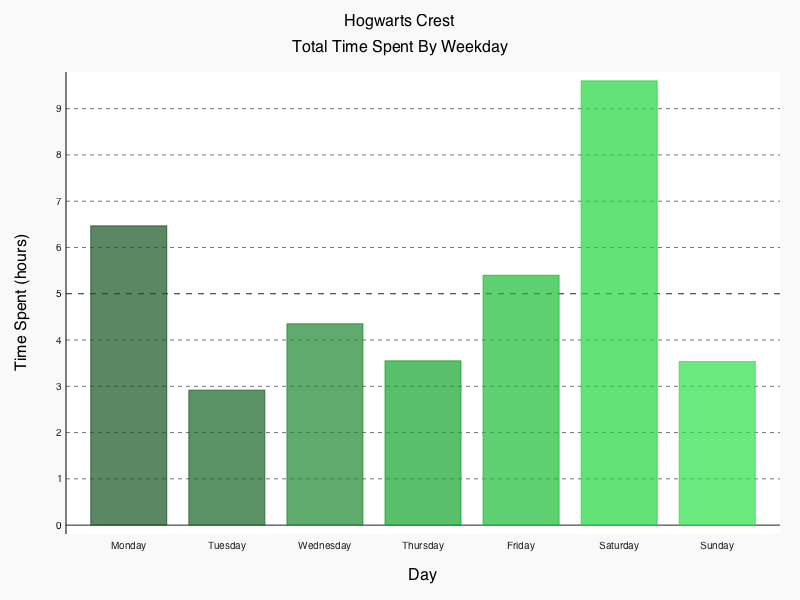 Hogwarts Crest
Total Time Spent By Weekday
Time Spent (hours)
9
8
7
6
5
4
3
2
1
0
Monday Tuesday Wednesday Thursday Friday Saturday Sunday
Day